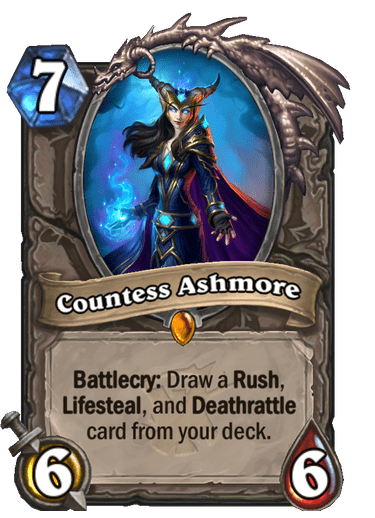 7
Countess Ashmore
Battlecry: Draw a Rush,
Lifesteal, and Deathrattle
card from your deck.
6
6